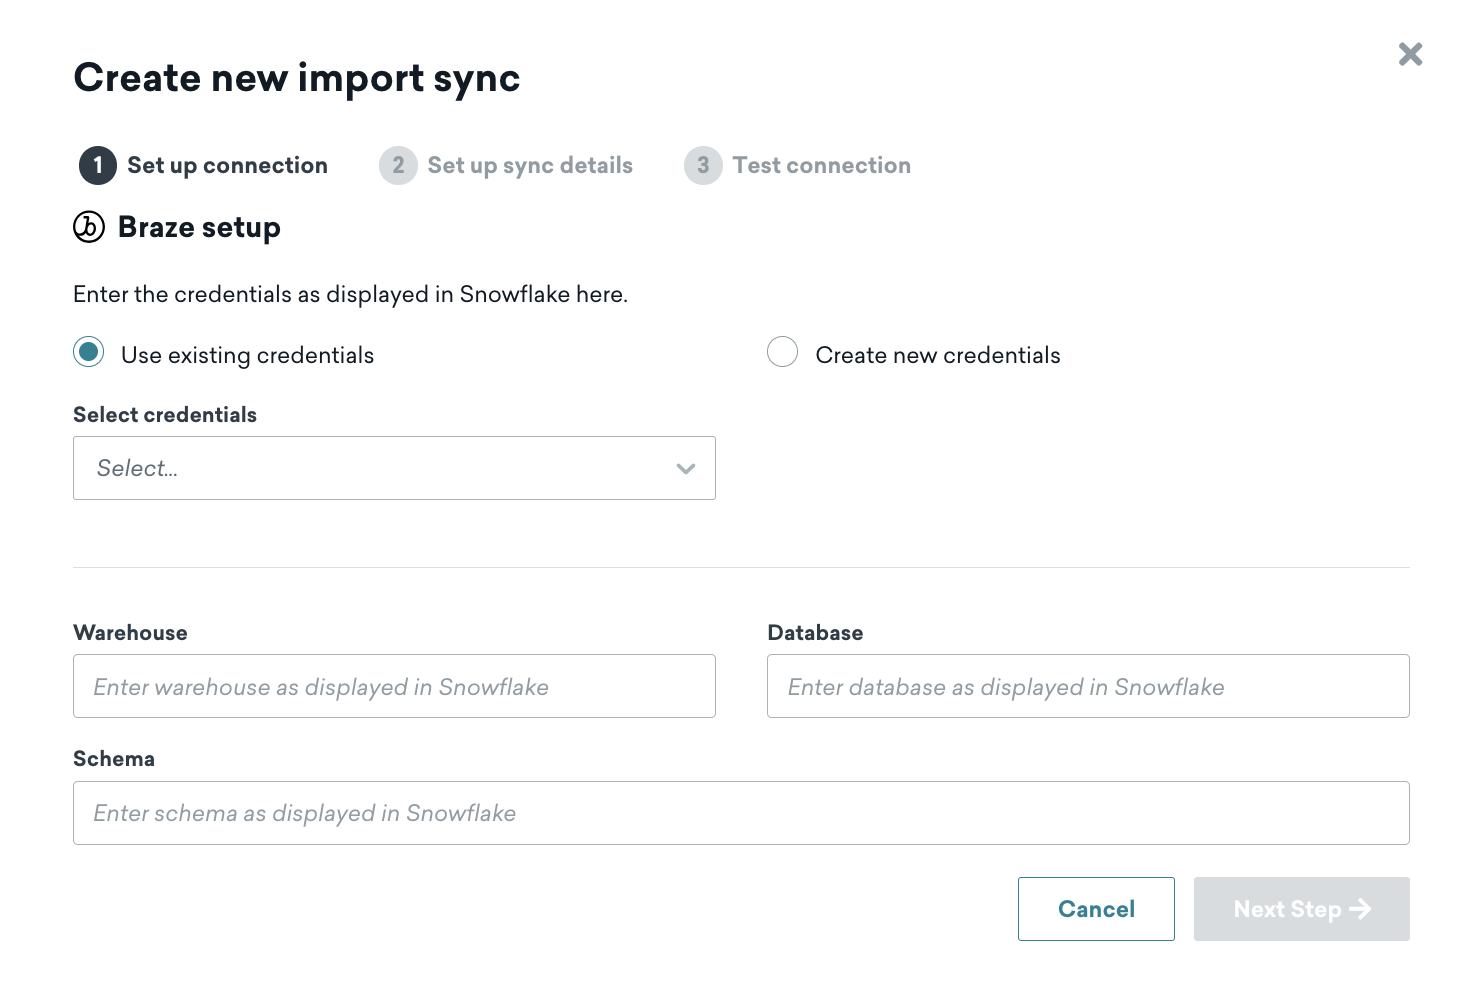 Create new import sync
1 Set up connection 2 Set up sync details 3 Test connection
b Braze setup
Enter the credentials as displayed in Snowflake here.
Use existing credentials Create new credentials
Select credentials
Select...
Warehouse Database
Enter warehouse as displayed in Snowflake Enter database as displayed in Snowflake
Schema
Enter schema as displayed in Snowflake
Cancel Next Step →